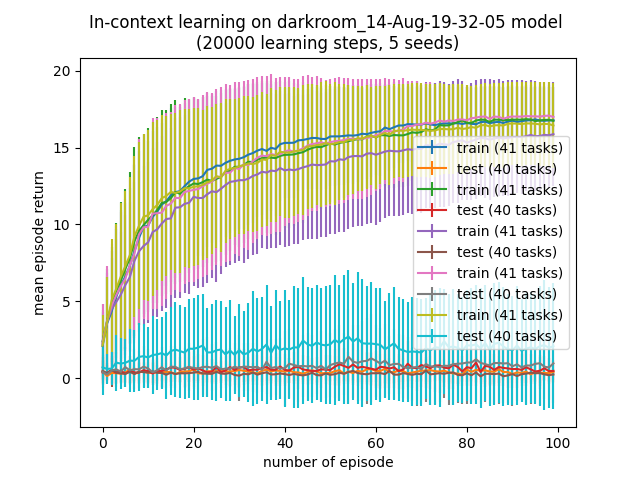 In-context learning on darkroom_14-Aug-19-32-05 model
(20000 learning steps, 5 seeds)
mean episode return
20
15
10
5
0
train (41 tasks)
test (40 tasks)
train (41 tasks)
test (40 tasks)
train (41 tasks)
test (40 tasks)
train (41 tasks)
test (40 tasks)
train (41 tasks)
test (40 tasks)
0 20 40 60 80 100
number of episode